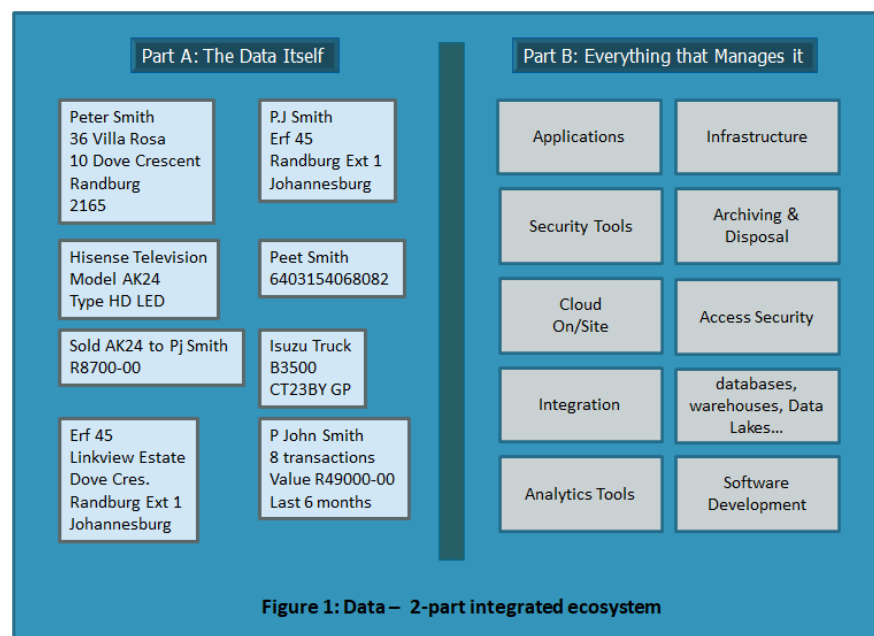 Part A: The Data Itself
Peter Smith
36 Villa Rosa
10 Dove Crescent
Randburg
2165
P.J Smith
Erf 45
Randburg Ext 1
Johannesburg
Hisense Television
Model AK24
Type HD LED
Peet Smith
6403154068082
Sold AK24 to Pj Smith
R8700-00
Isuzu Truck
B3500
CT23BY GP
Erf 45
Linkview Estate
Dove Cres.
Randburg Ext 1
Johannesburg
P John Smith
8 transactions
Value R49000-00
Last 6 months
Part B: Everything that Manages it
Applications
Infrastructure
Security Tools
Archiving &
Disposal
Cloud
On/Site
Access Security
Integration
databases,
warehouses, Data
Lakes...
Analytics Tools
Software
Development
Figure 1: Data – 2-part integrated ecosystem